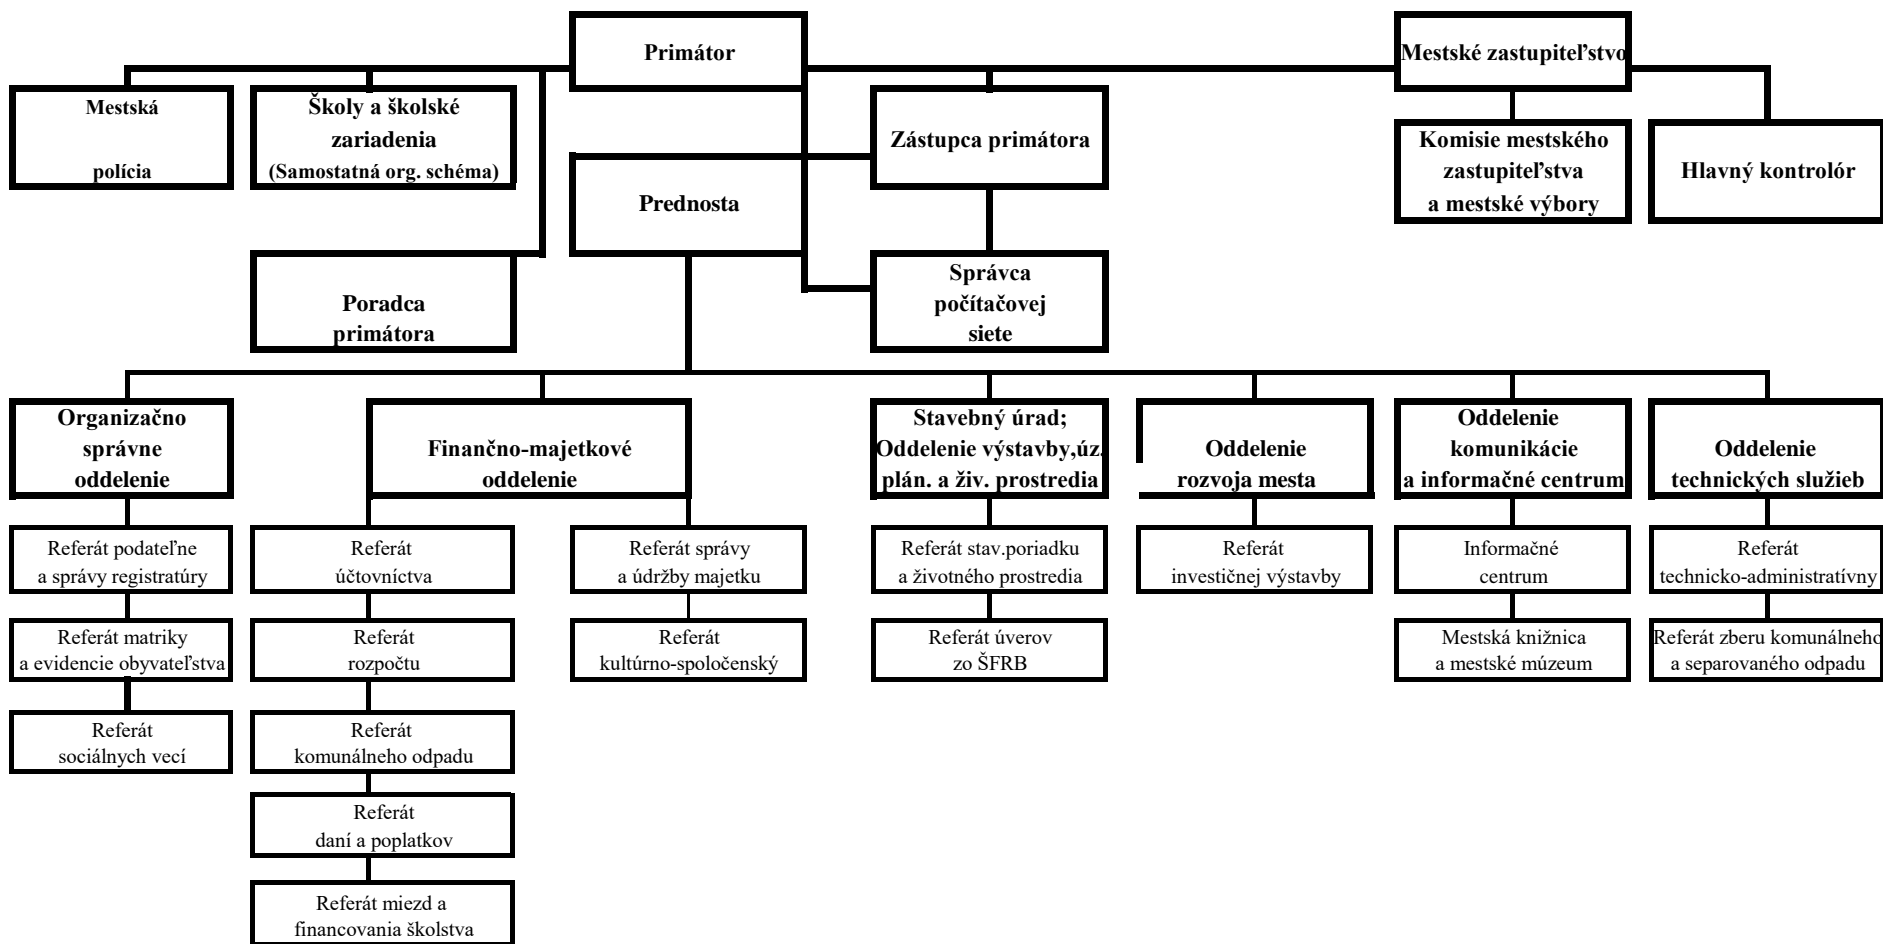 Primátor
Mestské zastupiteľstvo
Mestská
polícia
Školy a školské
zariadenia
(Samostatná org. schéma)
Zástupca primátora
Komisie mestského
zastupiteľstva
a mestské výbory
Hlavný kontrolór
Prednosta
Poradca
primátora
Správca
počítačovej
siete
Organizačno
správne
oddelenie
Finančno-majetkové
oddelenie
Stavebný úrad;
Oddelenie výstavby,úz.
plán. a živ. prostredia
Oddelenie
rozvoja mesta
Oddelenie
komunikácie
a informačné centrum
Oddelenie
technických služieb
Referát podateľne
a správy registratúry
Referát
účtovníctva
Referát správy
a údržby majetku
Referát stav.poriadku
a životného prostredia
Referát
investičnej výstavby
Informačné
centrum
Referát
technicko-administratívny
Referát matriky
a evidencie obyvateľstva
Referát
rozpočtu
Referát
kultúrno-spoločenský
Referát úverov
zo ŠFRB
Mestská knižnica
a mestské múzeum
Referát zberu komunálneho
a separovaného odpadu
Referát
sociálnych vecí
Referát
komunálneho odpadu
Referát
daní a poplatkov
Referát miezd a
financovania školstva